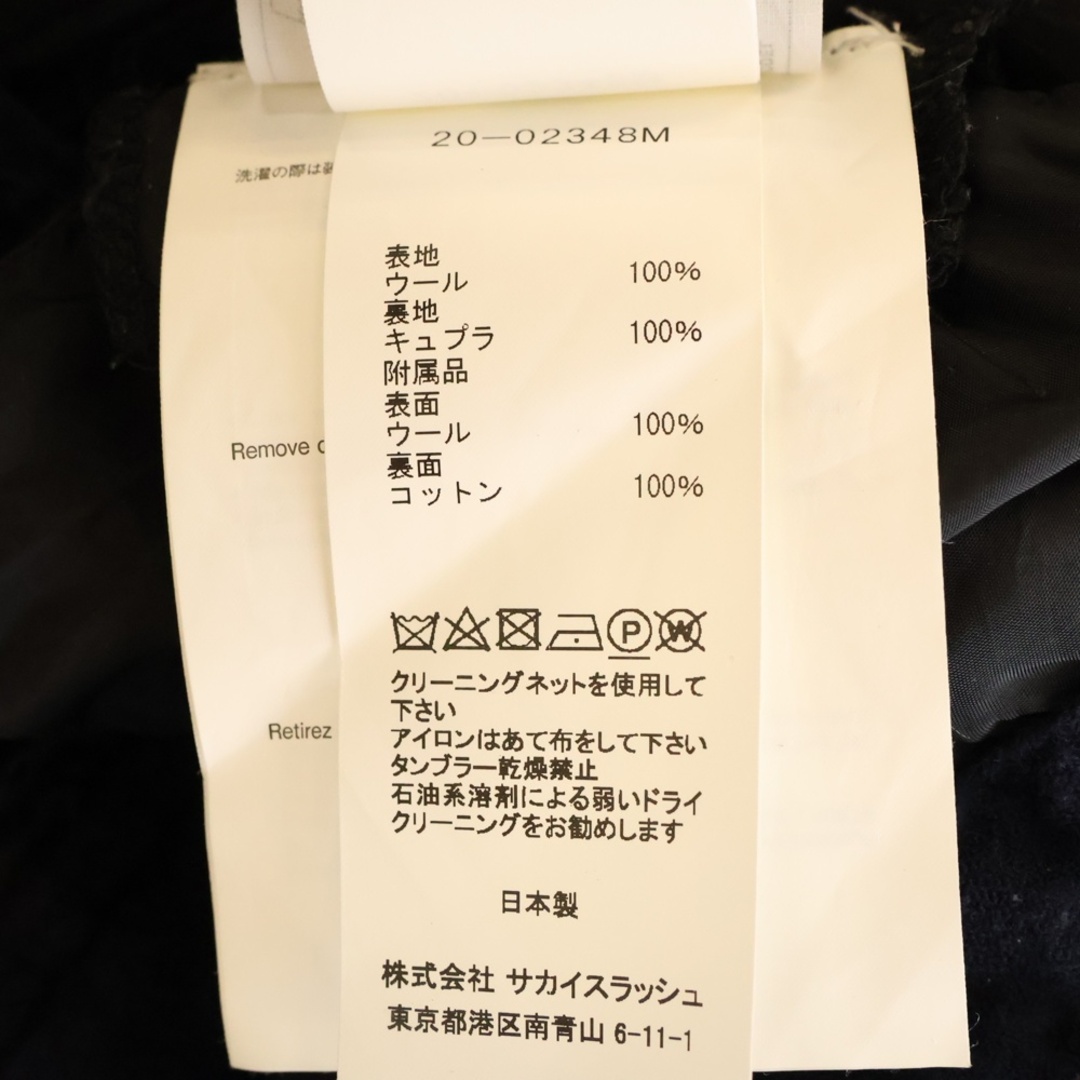 20—02348M
洗濯の際は
表地
ウール 100%
裏地
キュプラ 100%
附属品
表面
ウール 100%
裏面
コットン 100%
Remove
Retirez
P
W
クリーニングネットを使用して
下さい
アイロンはあて布をして下さい
タンブラー乾燥禁止
石油系溶剤による弱いドライ
クリーニングをお勧めします
日本製
株式会社 サカイスラッシュ
東京都港区南青山 6-11-1